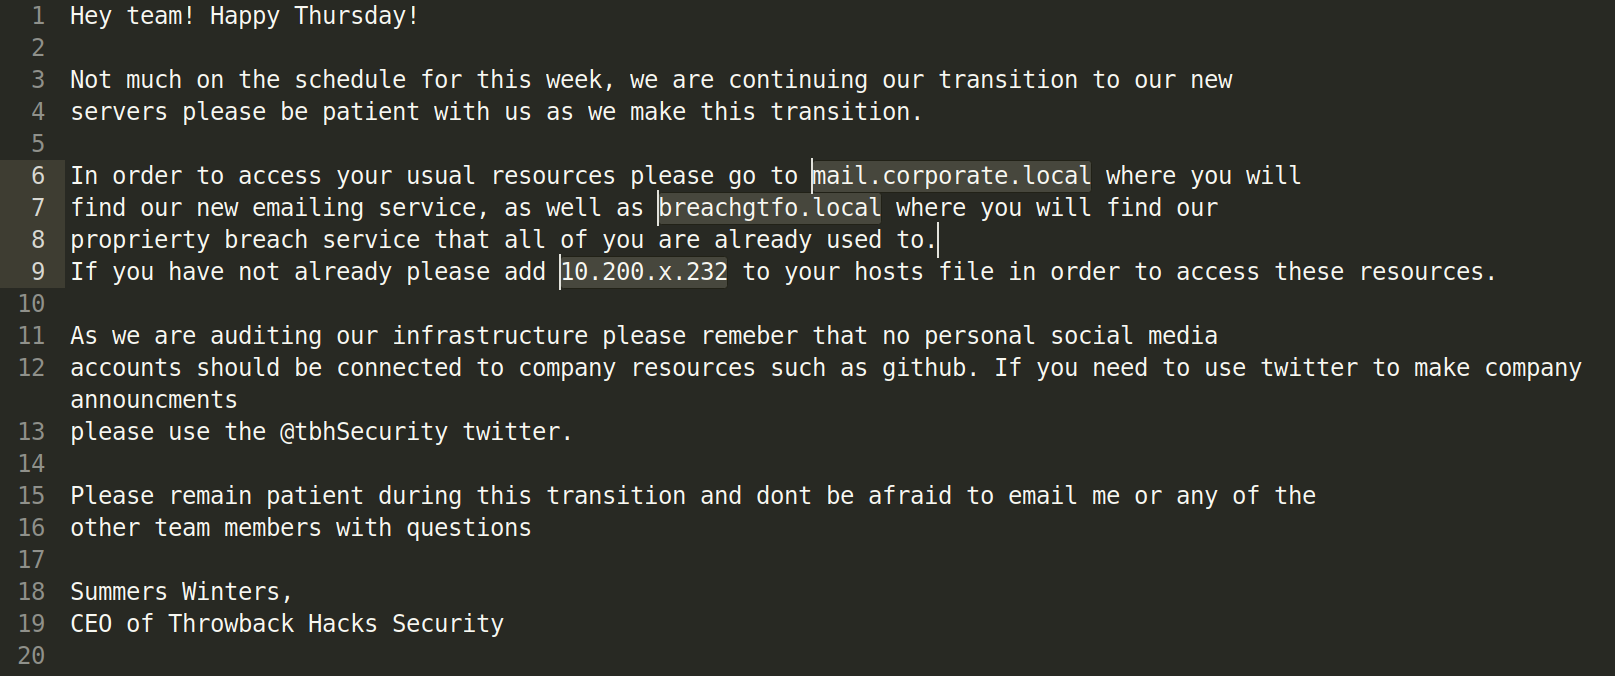 1 Hey team! Happy Thursday!
2
3 Not much on the schedule for this week, we are continuing our transition to our new
4 servers please be patient with us as we make this transition.
5
6 In order to access your usual resources please go to mail.corporate.local where you will
7 find our new emailing service, as well as breachgtfo.local where you will find our
8 proprierty breach service that all of you are already used to.
9 If you have not already please add 10.200.x.232 to your hosts file in order to access these resources.
10
11 As we are auditing our infrastructure please remeber that no personal social media
12 accounts should be connected to company resources such as github. If you need to use twitter to make company
announcments
13 please use the @tbhSecurity twitter.
14
15 Please remain patient during this transition and dont be afraid to email me or any of the
16 other team members with questions
17
18 Summers Winters,
19 CEO of Throwback Hacks Security
20